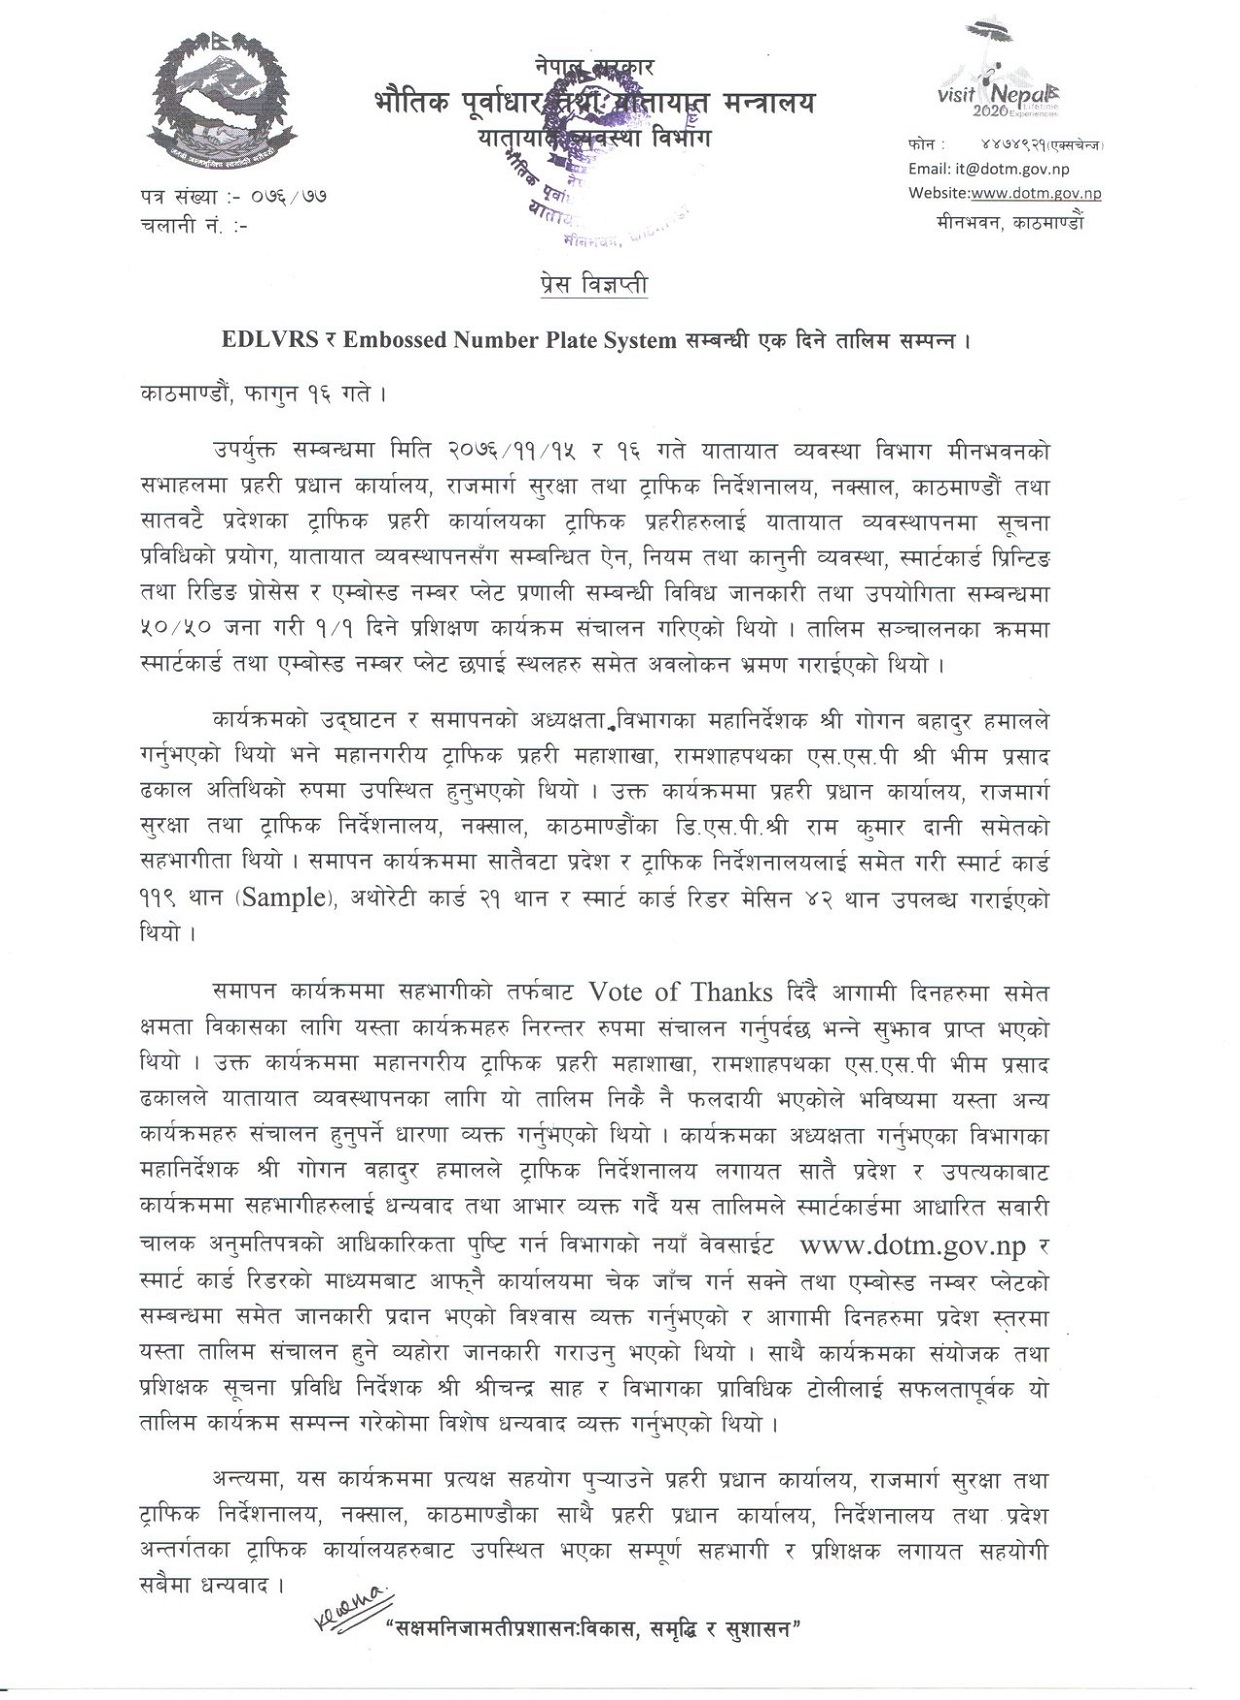 नेपाल सरकार
भौतिक पूर्वाधार तथा यातायात मन्त्रालय
यातायात व्यवस्था विभाग
visit Nepal
2020 Lifetime Experiences
फोन : ४४७४९२१(एक्सचेन्ज)
Email: it@dotm.gov.np
Website:www.dotm.gov.np
मीनभवन, काठमाण्डौं
पत्र संख्या :- ०७६/७७
चलानी नं. :-
भौतिक पूर्वा
याताया
मीनभवन,
प्रेस विज्ञप्ती
EDLVRS र Embossed Number Plate System सम्बन्धी एक दिने तालिम सम्पन्न ।
काठमाण्डौं, फागुन १६ गते ।
उपर्युक्त सम्बन्धमा मिति २०७६/११/१५ र १६ गते यातायात व्यवस्था विभाग मीनभवनको
सभाहलमा प्रहरी प्रधान कार्यालय, राजमार्ग सुरक्षा तथा ट्राफिक निर्देशनालय, नक्साल, काठमाण्डौं तथा
सातवटै प्रदेशका ट्राफिक प्रहरी कार्यालयका ट्राफिक प्रहरीहरुलाई यातायात व्यवस्थापनमा सूचना
प्रविधिको प्रयोग, यातायात व्यवस्थापनसँग सम्बन्धित ऐन, नियम तथा कानुनी व्यवस्था, स्मार्टकार्ड प्रिन्टिङ
तथा रिडिङ प्रोसेस र एम्बोस्ड नम्बर प्लेट प्रणाली सम्बन्धी विविध जानकारी तथा उपयोगिता सम्बन्धमा
५०/५० जना गरी १/१ दिने प्रशिक्षण कार्यक्रम संचालन गरिएको थियो । तालिम सञ्चालनका क्रममा
स्मार्टकार्ड तथा एम्बोस्ड नम्बर प्लेट छपाई स्थलहरु समेत अवलोकन भ्रमण गराईएको थियो ।
कार्यक्रमको उद्घाटन र समापनको अध्यक्षता विभागका महानिर्देशक श्री गोगन बहादुर हमालले
गर्नुभएको थियो भने महानगरीय ट्राफिक प्रहरी महाशाखा, रामशाहपथका एस.एस.पी श्री भीम प्रसाद
ढकाल अतिथिको रुपमा उपस्थित हुनुभएको थियो । उक्त कार्यक्रममा प्रहरी प्रधान कार्यालय, राजमार्ग
सुरक्षा तथा ट्राफिक निर्देशनालय, नक्साल, काठमाण्डौंका डि.एस.पी.श्री राम कुमार दानी समेतको
सहभागीता थियो । समापन कार्यक्रममा सातैवटा प्रदेश र ट्राफिक निर्देशनालयलाई समेत गरी स्मार्ट कार्ड
११९ थान (Sample), अथोरेटी कार्ड २१ थान र स्मार्ट कार्ड रिडर मेसिन ४२ थान उपलब्ध गराईएको
थियो ।
समापन कार्यक्रममा सहभागीको तर्फबाट Vote of Thanks दिंदै आगामी दिनहरुमा समेत
क्षमता विकासका लागि यस्ता कार्यक्रमहरु निरन्तर रुपमा संचालन गर्नुपर्दछ भन्ने सुझाव प्राप्त भएको
थियो । उक्त कार्यक्रममा महानगरीय ट्राफिक प्रहरी महाशाखा, रामशाहपथका एस.एस.पी भीम प्रसाद
ढकालले यातायात व्यवस्थापनका लागि यो तालिम निकै नै फलदायी भएकोले भविष्यमा यस्ता अन्य
कार्यक्रमहरु संचालन हुनुपर्ने धारणा व्यक्त गर्नुभएको थियो । कार्यक्रमका अध्यक्षता गर्नुभएका विभागका
महानिर्देशक श्री गोगन वहादुर हमालले ट्राफिक निर्देशनालय लगायत सातै प्रदेश र उपत्यकाबाट
कार्यक्रममा सहभागीहरुलाई धन्यवाद तथा आभार व्यक्त गर्दै यस तालिमले स्मार्टकार्डमा आधारित सवारी
चालक अनुमतिपत्रको आधिकारिकता पुष्टि गर्न विभागको नयाँ वेवसाईट www.dotm.gov.np र
स्मार्ट कार्ड रिडरको माध्यमबाट आफ्नै कार्यालयमा चेक जाँच गर्न सक्ने तथा एम्बोस्ड नम्बर प्लेटको
सम्बन्धमा समेत जानकारी प्रदान भएको विश्वास व्यक्त गर्नुभएको र आगामी दिनहरुमा प्रदेश स्तरमा
यस्ता तालिम संचालन हुने व्यहोरा जानकारी गराउनु भएको थियो । साथै कार्यक्रमका संयोजक तथा
प्रशिक्षक सूचना प्रविधि निर्देशक श्री श्रीचन्द्र साह र विभागका प्राविधिक टोलीलाई सफलतापूर्वक यो
तालिम कार्यक्रम सम्पन्न गरेकोमा विशेष धन्यवाद व्यक्त गर्नुभएको थियो ।
अन्त्यमा, यस कार्यक्रममा प्रत्यक्ष सहयोग पुऱ्याउने प्रहरी प्रधान कार्यालय, राजमार्ग सुरक्षा तथा
ट्राफिक निर्देशनालय, नक्साल, काठमाण्डौका साथै प्रहरी प्रधान कार्यालय, निर्देशनालय तथा प्रदेश
अन्तर्गतका ट्राफिक कार्यालयहरुबाट उपस्थित भएका सम्पूर्ण सहभागी र प्रशिक्षक लगायत सहयोगी
सबैमा धन्यवाद ।
“सक्षमनिजामतीप्रशासनःविकास, समृद्धि र सुशासन”